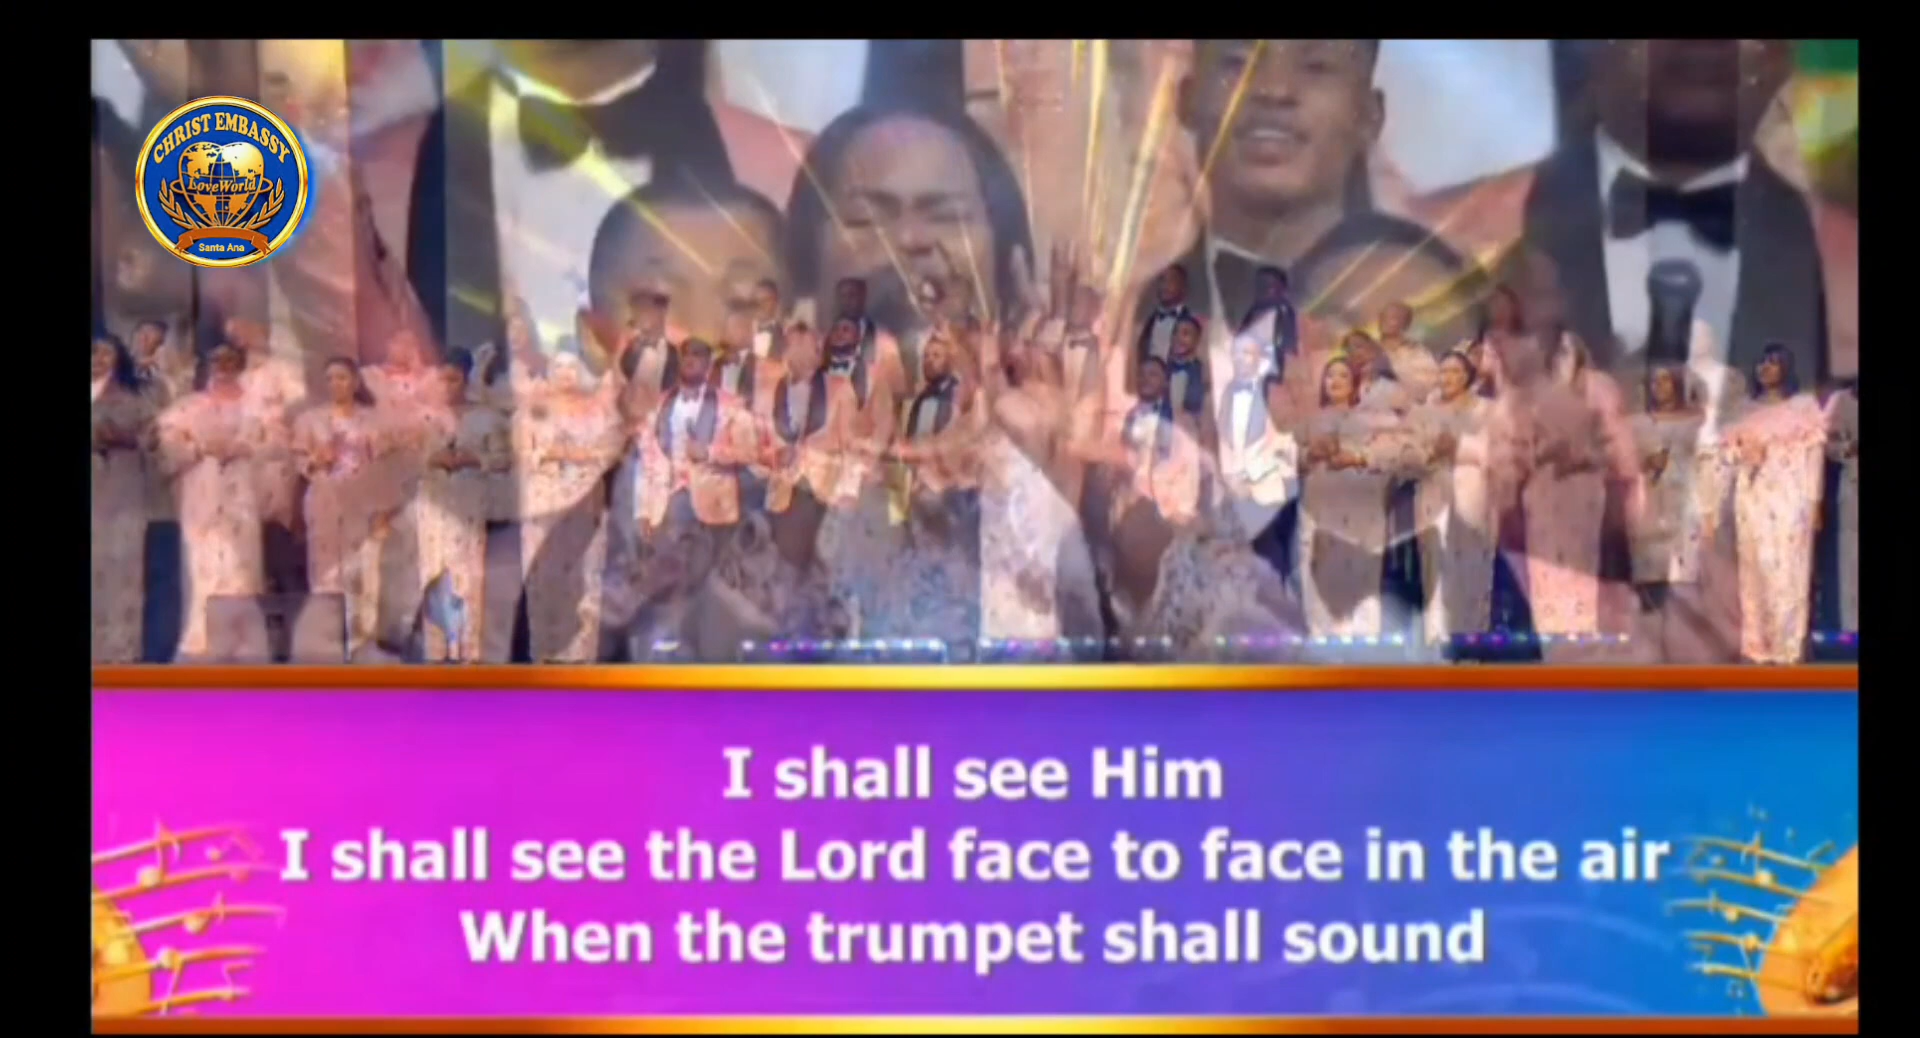 CHRIST EMBASSY
LoveWorld
Santa Ana
I shall see Him
I shall see the Lord face to face in the air
When the trumpet shall sound